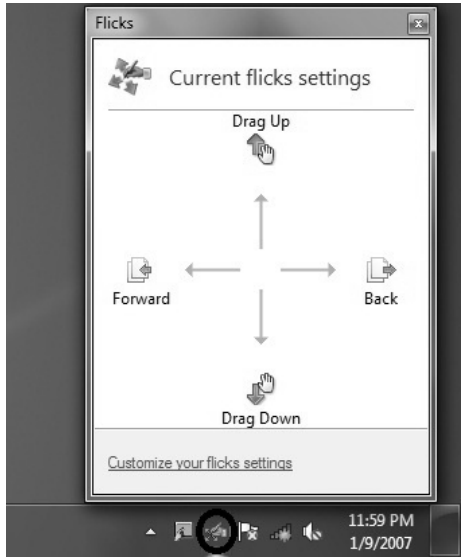 Flicks
Current flicks settings
Drag Up
Forward
Back
Drag Down
Customize your flicks settings
11:59 PM
1/9/2007